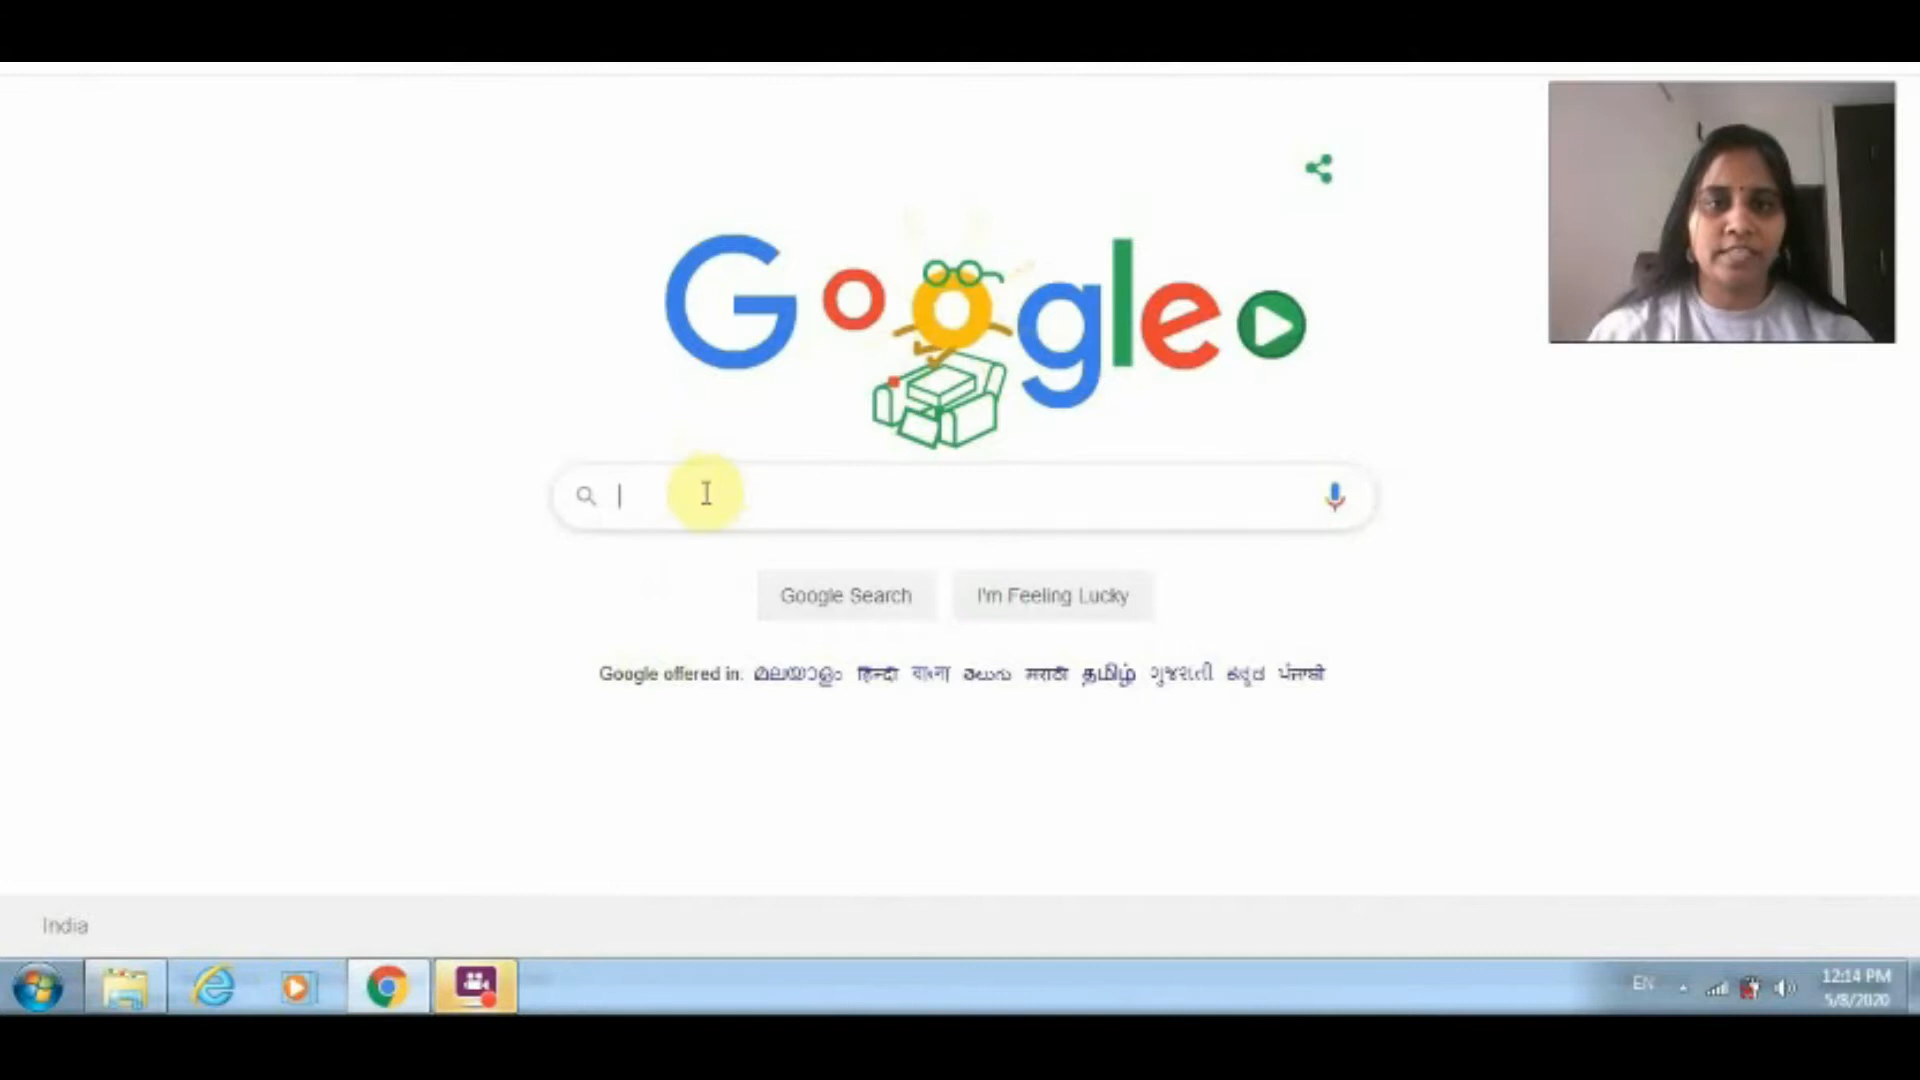 Google
Google Search
I'm Feeling Lucky
Google offered in: മലയാളം हिन्दी বাংলা తెలుగు मराठी தமிழ் ગુજરાતી ಕನ್ನಡ ਪੰਜਾਬੀ
India
EN
12:14 PM
5/8/2020